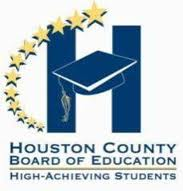 H
HOUSTON COUNTY
BOARD OF EDUCATION
HIGH-ACHIEVING STUDENTS